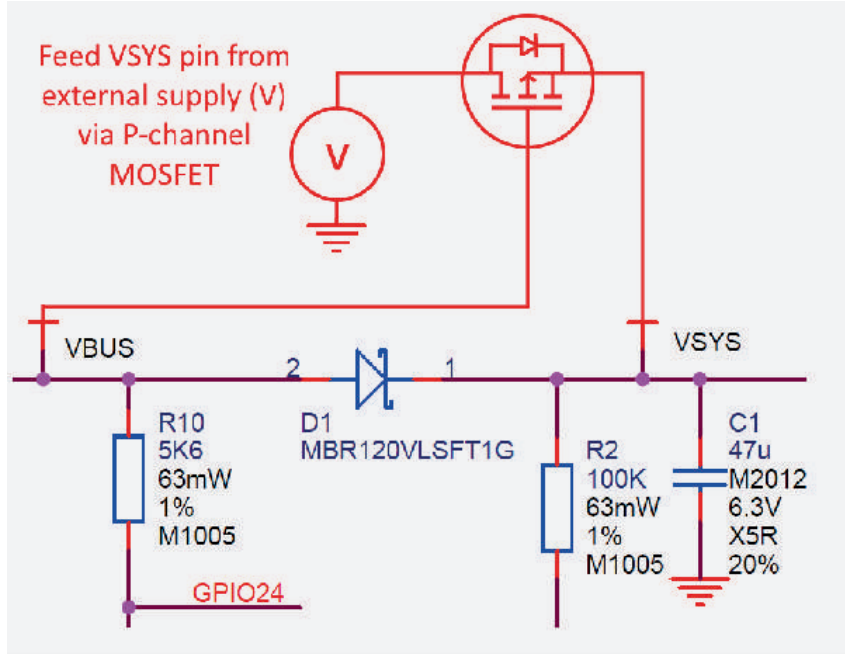 Feed VSYS pin from
external supply (V)
via P-channel
MOSFET
V
VBUS
VSYS
2
1
R10
5K6
63mW
1%
M1005
D1
MBR120VLSFT1G
R2
100K
63mW
1%
M1005
C1
47u
M2012
6.3V
X5R
20%
GPIO24